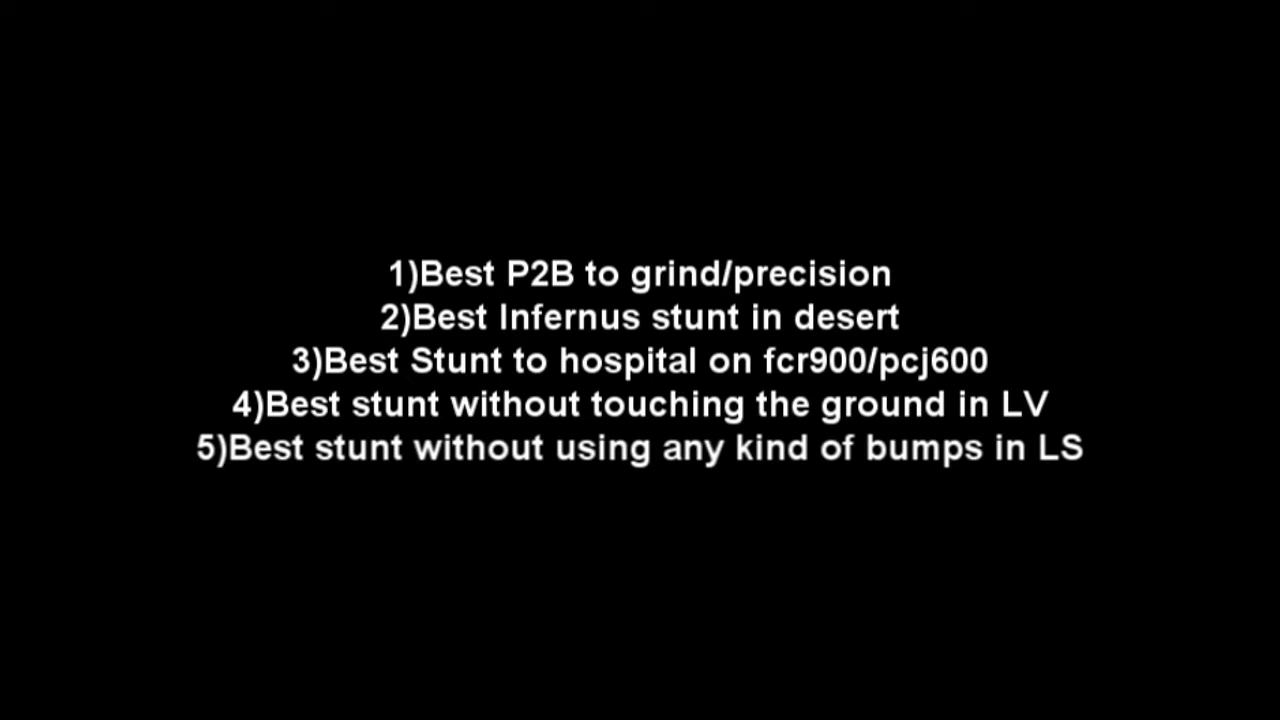 1)Best P2B to grind/precision
2)Best Infernus stunt in desert
3)Best Stunt to hospital on fcr900/pcj600
4)Best stunt without touching the ground in LV
5)Best stunt without using any kind of bumps in LS